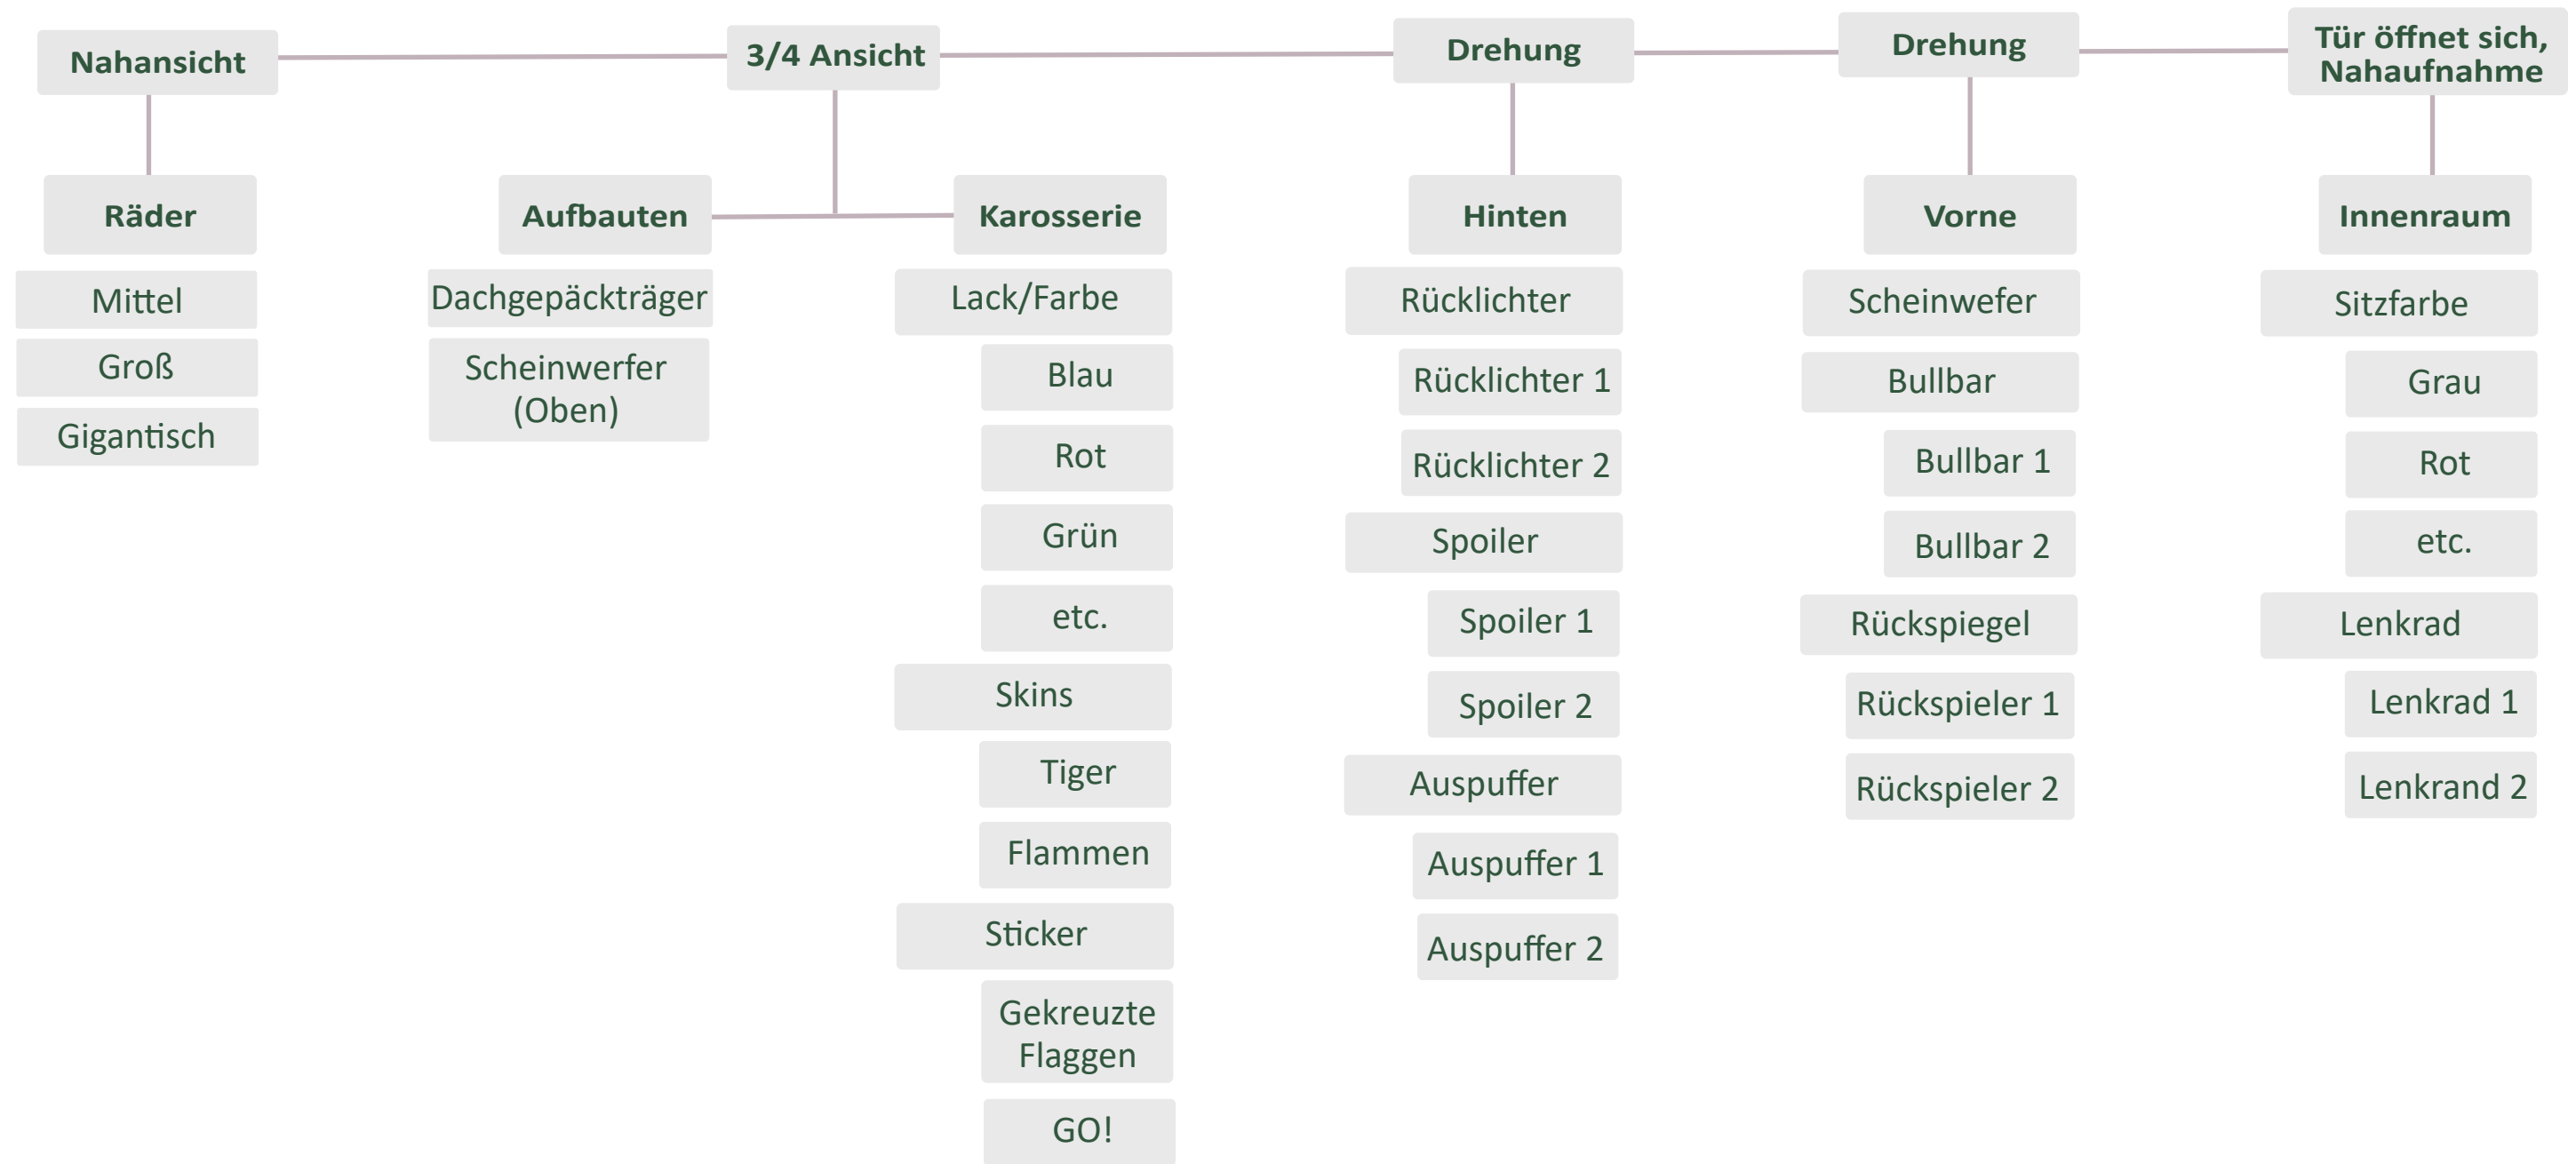 Nahansicht
3/4 Ansicht
Drehung
Drehung
Tür öffnet sich,
Nahaufnahme
Räder
Mittel
Groß
Gigantisch
Aufbauten
Dachgepäckträger
Scheinwerfer
(Oben)
Karosserie
Lack/Farbe
Blau
Rot
Grün
etc.
Skins
Tiger
Flammen
Sticker
Gekreuzte
Flaggen
GO!
Hinten
Rücklichter
Rücklichter 1
Rücklichter 2
Spoiler
Spoiler 1
Spoiler 2
Auspuffer
Auspuffer 1
Auspuffer 2
Vorne
Scheinwefer
Bullbar
Bullbar 1
Bullbar 2
Rückspiegel
Rückspieler 1
Rückspieler 2
Innenraum
Sitzfarbe
Grau
Rot
etc.
Lenkrad
Lenkrad 1
Lenkrand 2